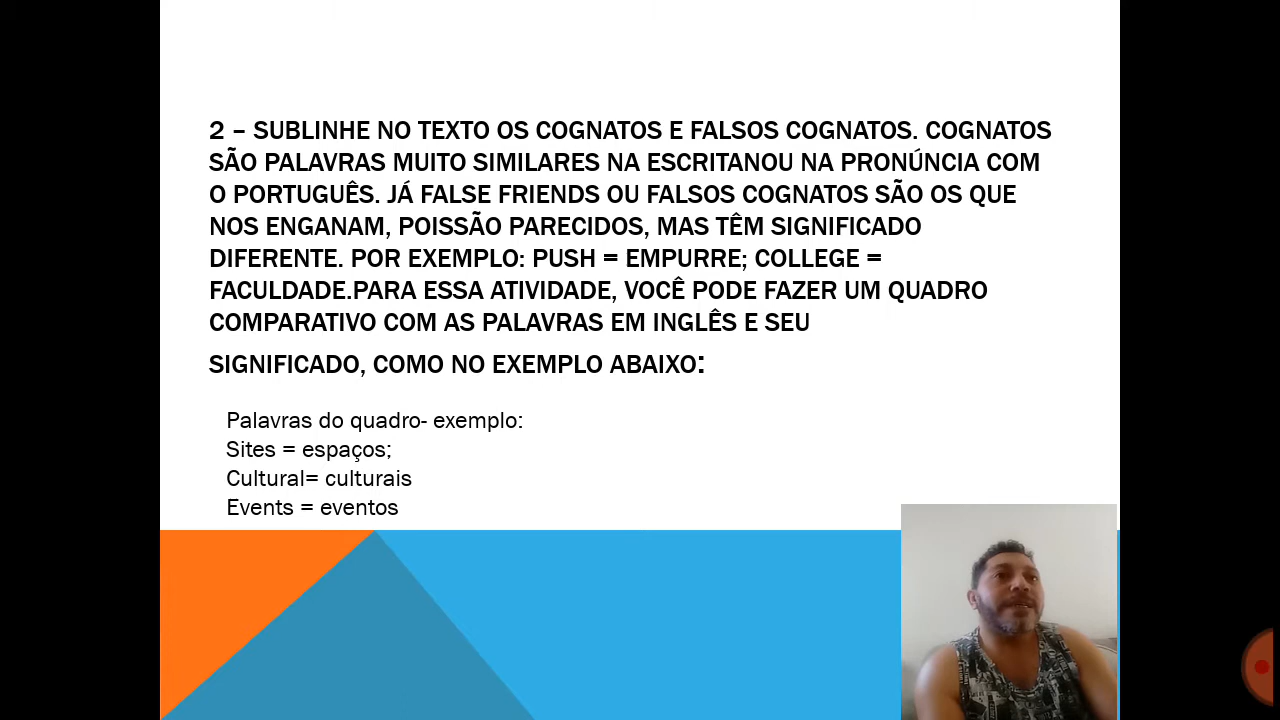 2 – SUBLINHE NO TEXTO OS COGNATOS E FALSOS COGNATOS. COGNATOS
SÃO PALAVRAS MUITO SIMILARES NA ESCRITANOU NA PRONÚNCIA COM
O PORTUGUÊS. JÁ FALSE FRIENDS OU FALSOS COGNATOS SÃO OS QUE
NOS ENGANAM, POISSÃO PARECIDOS, MAS TÊM SIGNIFICADO
DIFERENTE. POR EXEMPLO: PUSH = EMPURRE; COLLEGE =
FACULDADE.PARA ESSA ATIVIDADE, VOCÊ PODE FAZER UM QUADRO
COMPARATIVO COM AS PALAVRAS EM INGLÊS E SEU
SIGNIFICADO, COMO NO EXEMPLO ABAIXO:
Palavras do quadro- exemplo:
Sites = espaços;
Cultural= culturais
Events = eventos